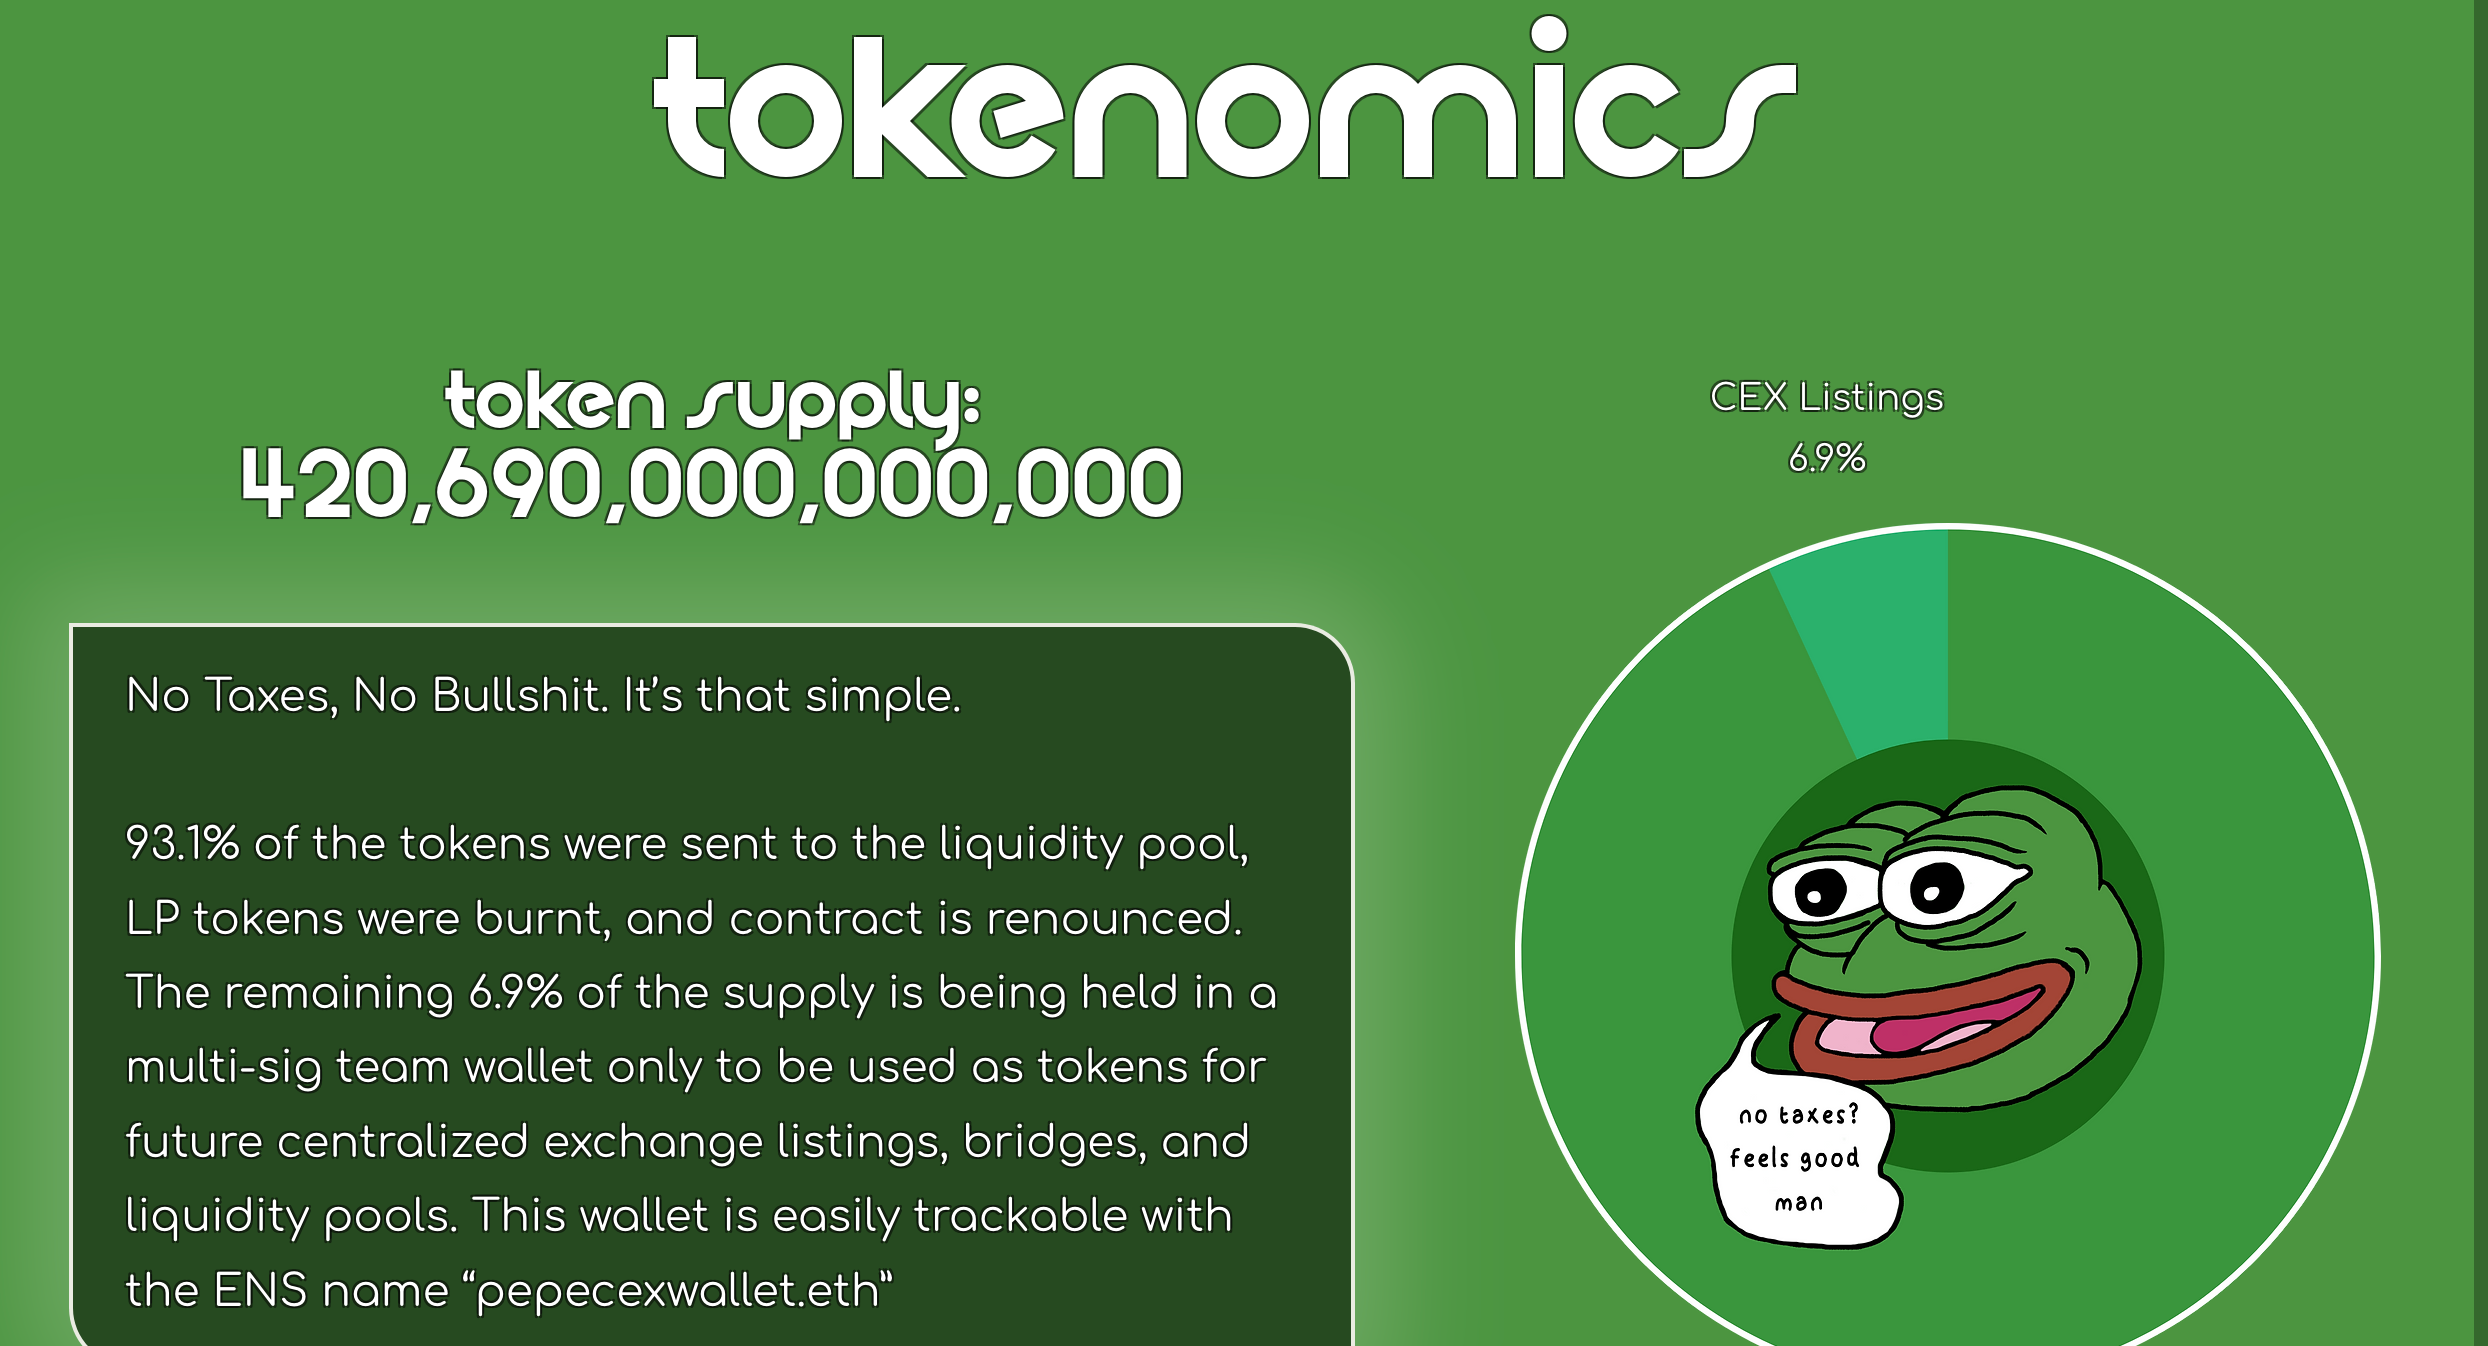 tokenomics
token supply:
420,690,000,000,000
No Taxes, No Bullshit. It’s that simple.
93.1% of the tokens were sent to the liquidity pool,
LP tokens were burnt, and contract is renounced.
The remaining 6.9% of the supply is being held in a
multi-sig team wallet only to be used as tokens for
future centralized exchange listings, bridges, and
liquidity pools. This wallet is easily trackable with
the ENS name “pepecexwallet.eth”
CEX Listings
6.9%
no taxes?
feels good
man